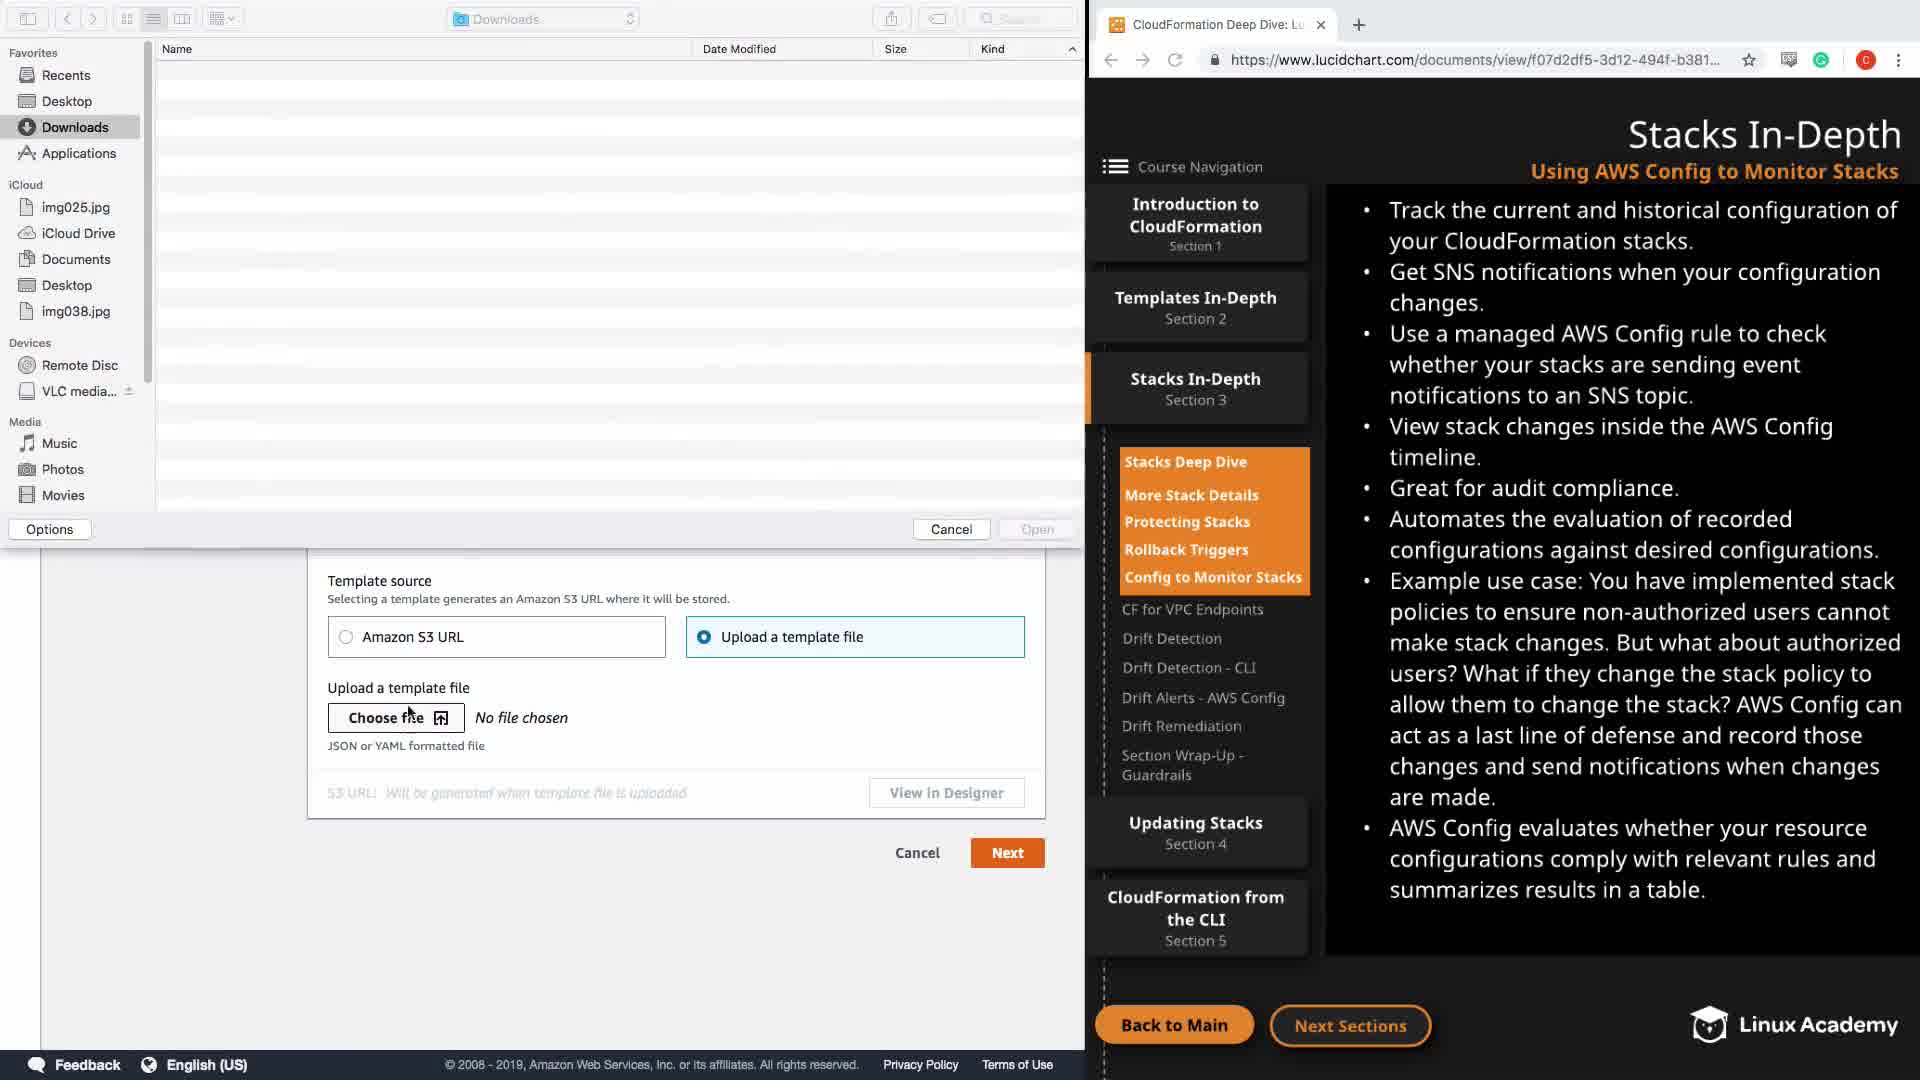 Downloads
Search
Name
Date Modified
Size
Kind
Favorites
Recents
Desktop
Downloads
Applications
iCloud
img025.jpg
iCloud Drive
Documents
Desktop
img038.jpg
Devices
Remote Disc
VLC media...
Media
Music
Photos
Movies
Options
Cancel
Open
Template source
Selecting a template generates an Amazon S3 URL where it will be stored.
Amazon S3 URL
Upload a template file
Upload a template file
Choose file
No file chosen
JSON or YAML formatted file
S3 URL: Will be generated when template file is uploaded
View in Designer
Cancel
Next
Feedback
English (US)
© 2008 - 2019, Amazon Web Services, Inc. or its affiliates. All rights reserved.
Privacy Policy
Terms of Use
CloudFormation Deep Dive: Lu
https://www.lucidchart.com/documents/view/f07d2df5-3d12-494f-b381...
C
Stacks In-Depth
Using AWS Config to Monitor Stacks
Course Navigation
Introduction to
CloudFormation
Section 1
Templates In-Depth
Section 2
Stacks In-Depth
Section 3
Stacks Deep Dive
More Stack Details
Protecting Stacks
Rollback Triggers
Config to Monitor Stacks
CF for VPC Endpoints
Drift Detection
Drift Detection - CLI
Drift Alerts - AWS Config
Drift Remediation
Section Wrap-Up -
Guardrails
Updating Stacks
Section 4
CloudFormation from
the CLI
Section 5
• Track the current and historical configuration of
your CloudFormation stacks.
• Get SNS notifications when your configuration
changes.
• Use a managed AWS Config rule to check
whether your stacks are sending event
notifications to an SNS topic.
• View stack changes inside the AWS Config
timeline.
• Great for audit compliance.
• Automates the evaluation of recorded
configurations against desired configurations.
• Example use case: You have implemented stack
policies to ensure non-authorized users cannot
make stack changes. But what about authorized
users? What if they change the stack policy to
allow them to change the stack? AWS Config can
act as a last line of defense and record those
changes and send notifications when changes
are made.
• AWS Config evaluates whether your resource
configurations comply with relevant rules and
summarizes results in a table.
Back to Main
Next Sections
Linux Academy